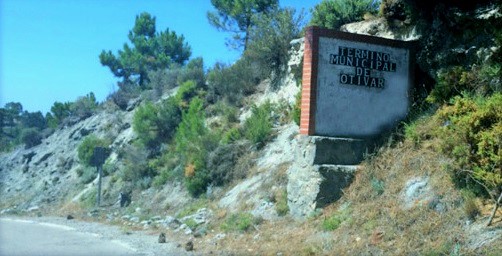 TERMINO
MUNICIPAL
DE
OTIVAR